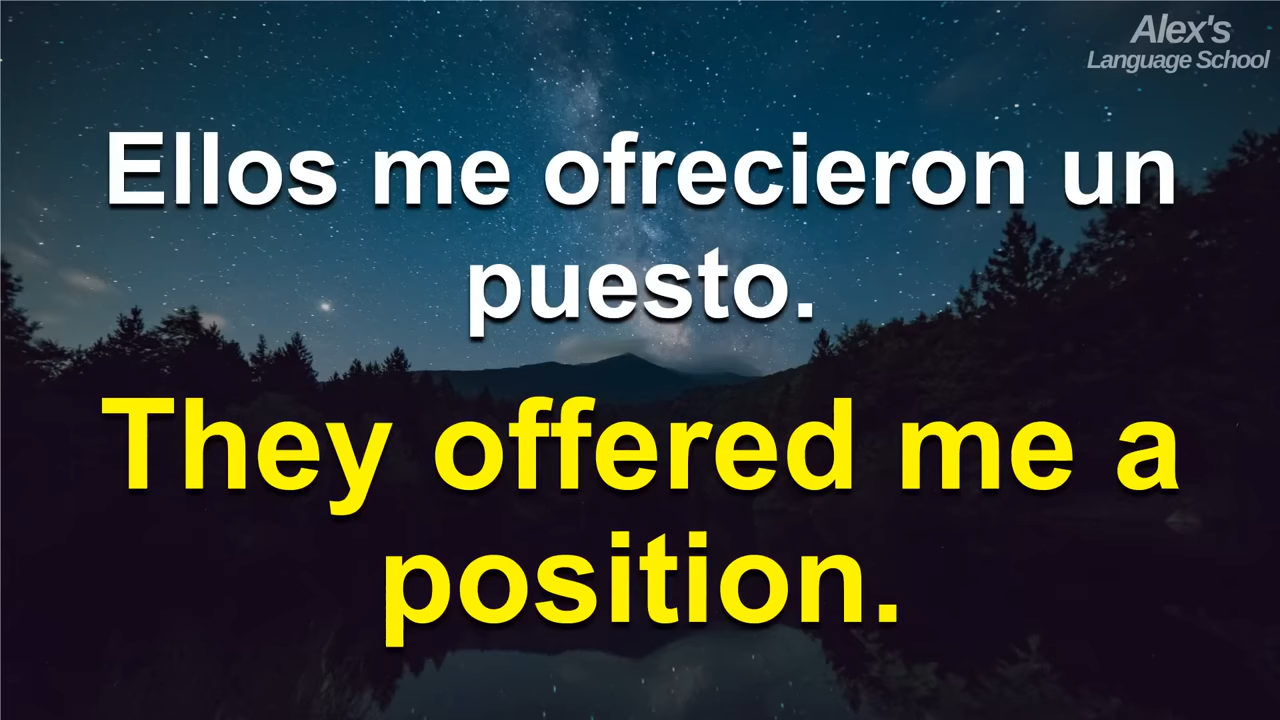 Alex's
Language School
Ellos me ofrecieron un
puesto.
They offered me a
position.